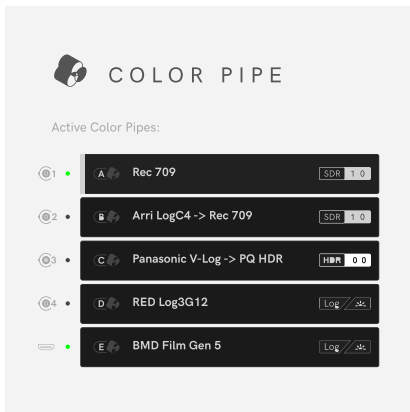 COLOR PIPE
Active Color Pipes:
1 A Rec 709 SDR 1 0
2 B Arri LogC4 -> Rec 709 SDR 1 0
3 C Panasonic V-Log -> PQ HDR HDR 0 0
4 D RED Log3G12 Log
E BMD Film Gen 5 Log